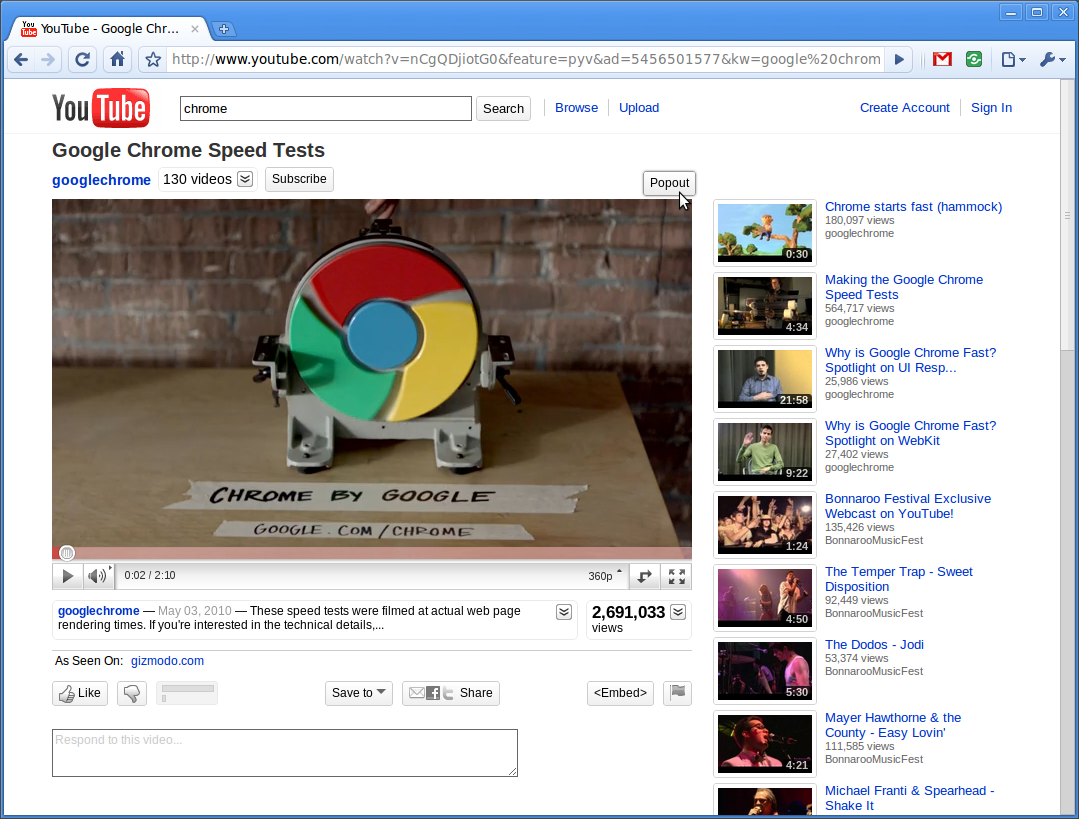 YouTube - Google Chr...
http://www.youtube.com/watch?v=nCgQDjiotG0&feature=pyv&ad=5456501577&kw=google%20chrom
YouTube
chrome
Search
Browse
Upload
Create Account
Sign In
Google Chrome Speed Tests
googlechrome
130 videos
Subscribe
Popout
CHROME BY GOOGLE
GOOGLE.COM/CHROME
0:02 / 2:10
360p
googlechrome — May 03, 2010 — These speed tests were filmed at actual web page
rendering times. If you're interested in the technical details,...
2,691,033
views
As Seen On: gizmodo.com
Like
Save to
Share
<Embed>
Respond to this video...
0:30
Chrome starts fast (hammock)
180,097 views
googlechrome
4:34
Making the Google Chrome
Speed Tests
564,717 views
googlechrome
21:58
Why is Google Chrome Fast?
Spotlight on UI Resp...
25,986 views
googlechrome
9:22
Why is Google Chrome Fast?
Spotlight on WebKit
27,402 views
googlechrome
1:24
Bonnaroo Festival Exclusive
Webcast on YouTube!
135,426 views
BonnarooMusicFest
4:50
The Temper Trap - Sweet
Disposition
92,449 views
BonnarooMusicFest
5:30
The Dodos - Jodi
53,374 views
BonnarooMusicFest
4:21
Mayer Hawthorne & the
County - Easy Lovin'
111,585 views
BonnarooMusicFest
Michael Franti & Spearhead -
Shake It